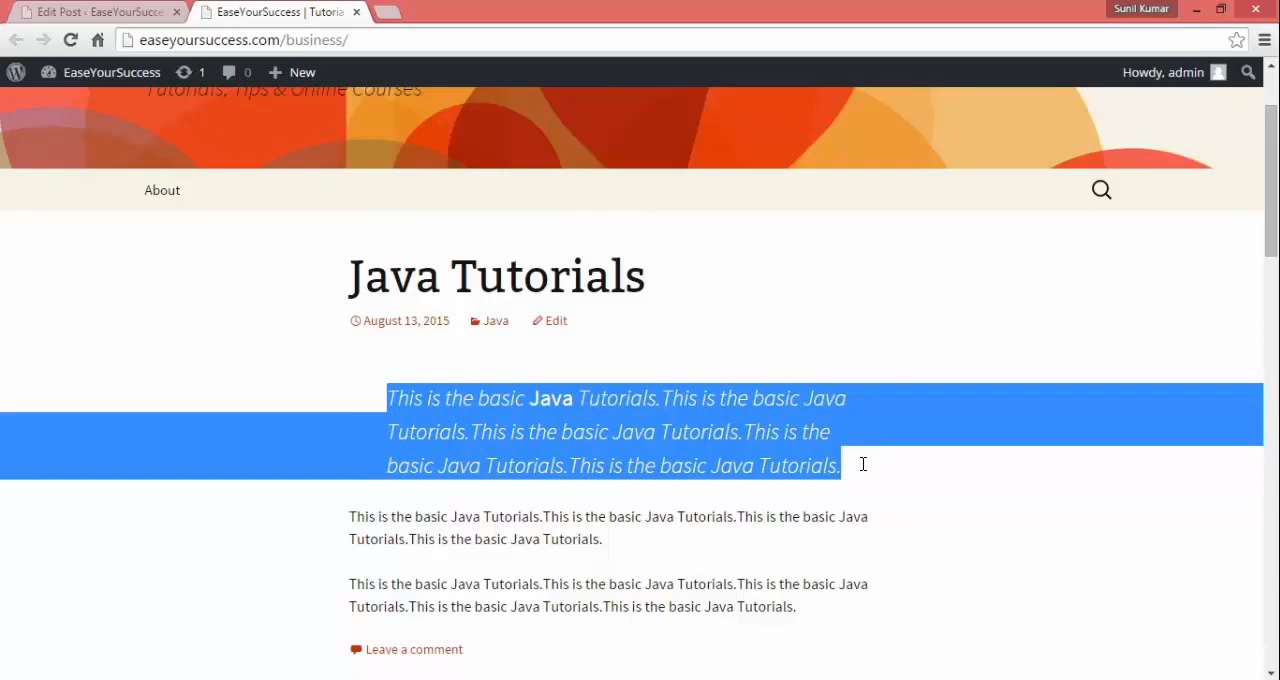 Edit Post ‹ EaseYourSucce
EaseYourSuccess | Tutoria
Sunil Kumar
easeyoursuccess.com/business/
EaseYourSuccess 1 0 New Howdy, admin
Tutorials, Tips & Online Courses
About
Java Tutorials
August 13, 2015 Java Edit
This is the basic Java Tutorials.This is the basic Java
Tutorials.This is the basic Java Tutorials.This is the
basic Java Tutorials.This is the basic Java Tutorials.
This is the basic Java Tutorials.This is the basic Java Tutorials.This is the basic Java
Tutorials.This is the basic Java Tutorials.
This is the basic Java Tutorials.This is the basic Java Tutorials.This is the basic Java
Tutorials.This is the basic Java Tutorials.This is the basic Java Tutorials.
Leave a comment